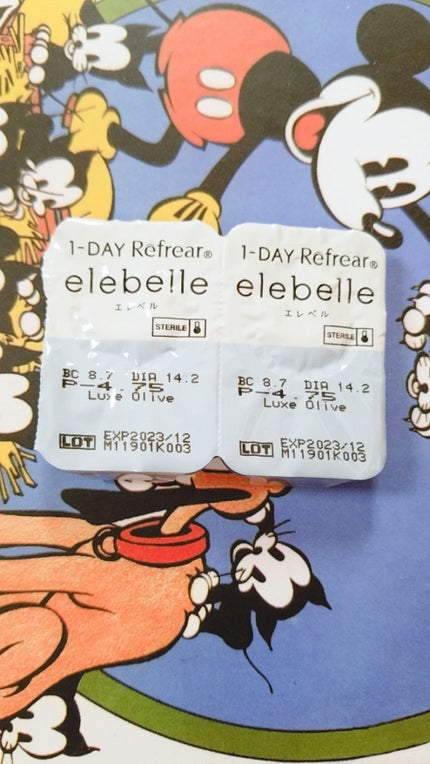 1-DAY Refrear®
elebelle
エレベル
STERILE
BC 8.7 DIA 14.2
P-4.75
Luxe Olive
LOT EXP2023/12
M11901K003
1-DAY Refrear®
elebelle
エレベル
STERILE
BC 8.7 DIA 14.2
P-4.75
Luxe Olive
LOT EXP2023/12
M11901K003